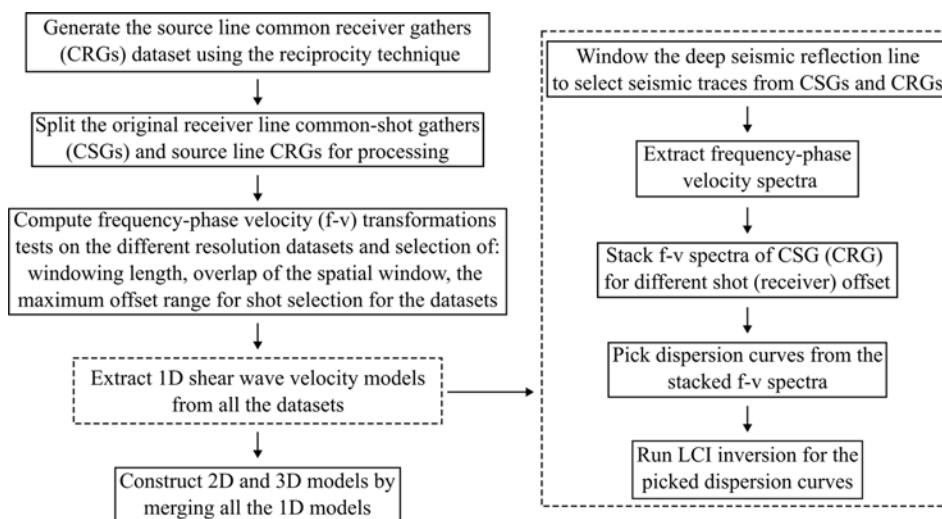 Generate the source line common receiver gathers
(CRGs) dataset using the reciprocity technique
Split the original receiver line common-shot gathers
(CSGs) and source line CRGs for processing
Compute frequency-phase velocity (f-v) transformations
tests on the different resolution datasets and selection of:
windowing length, overlap of the spatial window, the
maximum offset range for shot selection for the datasets
Extract 1D shear wave velocity models
from all the datasets
Construct 2D and 3D models by
merging all the 1D models
Window the deep seismic reflection line
to select seismic traces from CSGs and CRGs
Extract frequency-phase
velocity spectra
Stack f-v spectra of CSG (CRG)
for different shot (receiver) offset
Pick dispersion curves from the
stacked f-v spectra
Run LCI inversion for the
picked dispersion curves